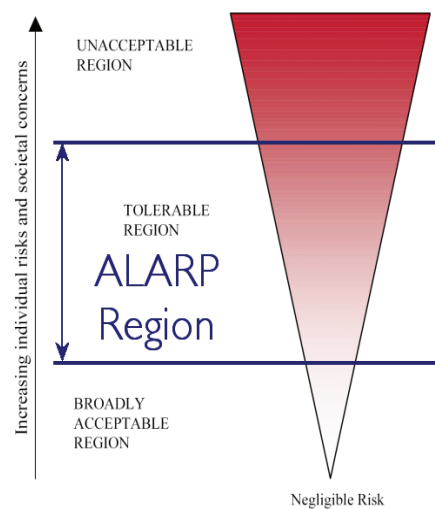 Increasing individual risks and societal concerns
UNACCEPTABLE
REGION
TOLERABLE
REGION
ALARP
Region
BROADLY
ACCEPTABLE
REGION
Negligible Risk